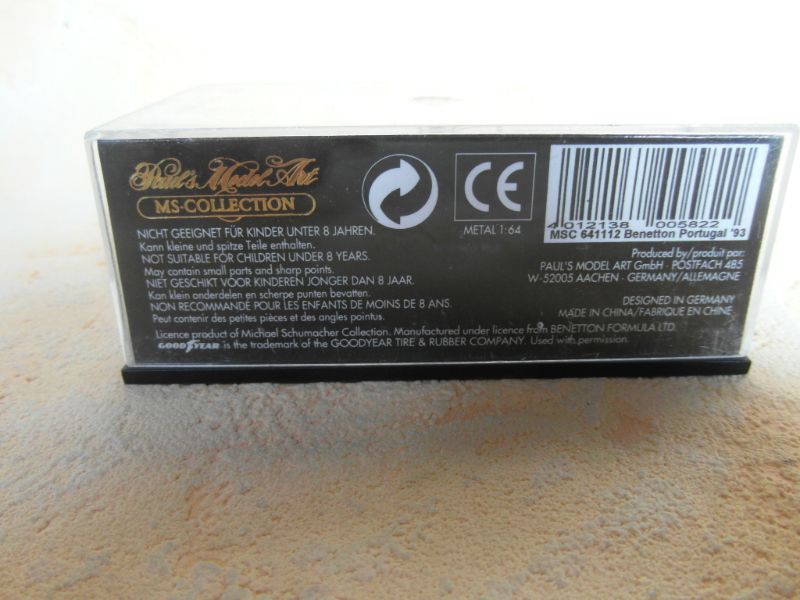 Paul's Model Art
MS-COLLECTION
NICHT GEEIGNET FÜR KINDER UNTER 8 JAHREN.
Kann kleine und spitze Teile enthalten.
NOT SUITABLE FOR CHILDREN UNDER 8 YEARS.
May contain small parts and sharp points.
NIET GESCHIKT VOOR KINDEREN JONGER DAN 8 JAAR.
Kan klein onderdelen en scherpe punten bevatten.
NON RECOMMANDÉ POUR LES ENFANTS DE MOINS DE 8 ANS.
Peut contenir des petites pièces et des angles pointus.
Licence product of Michael Schumacher Collection. Manufactured under licence from BENETTON FORMULA LTD.
GOODYEAR is the trademark of the GOODYEAR TIRE & RUBBER COMPANY. Used with permission.
CE
METAL 1:64
4 012138 005822
MSC 641112 Benetton Portugal '93
Produced by/produit par:
PAUL'S MODEL ART GmbH · POSTFACH 485
W-52005 AACHEN · GERMANY/ALLEMAGNE
DESIGNED IN GERMANY
MADE IN CHINA/FABRIQUE EN CHINE